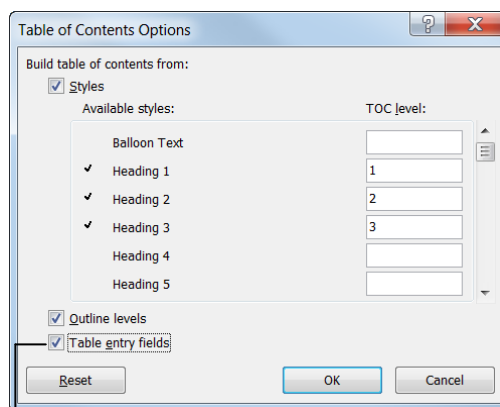 Table of Contents Options
Build table of contents from:
Styles
Available styles: TOC level:
Balloon Text
Heading 1 1
Heading 2 2
Heading 3 3
Heading 4
Heading 5
Outline levels
Table entry fields
Reset OK Cancel